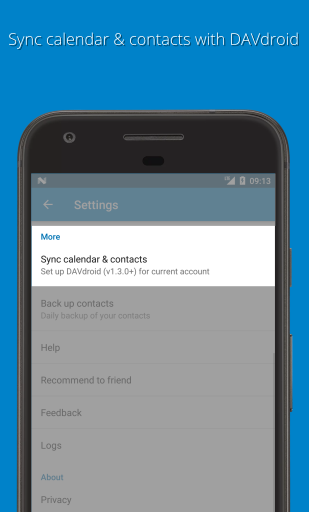 Sync calendar & contacts with DAVdroid
09:13
Settings
More
Sync calendar & contacts
Set up DAVdroid (v1.3.0+) for current account
Back up contacts
Daily backup of your contacts
Help
Recommend to friend
Feedback
Logs
About
Privacy